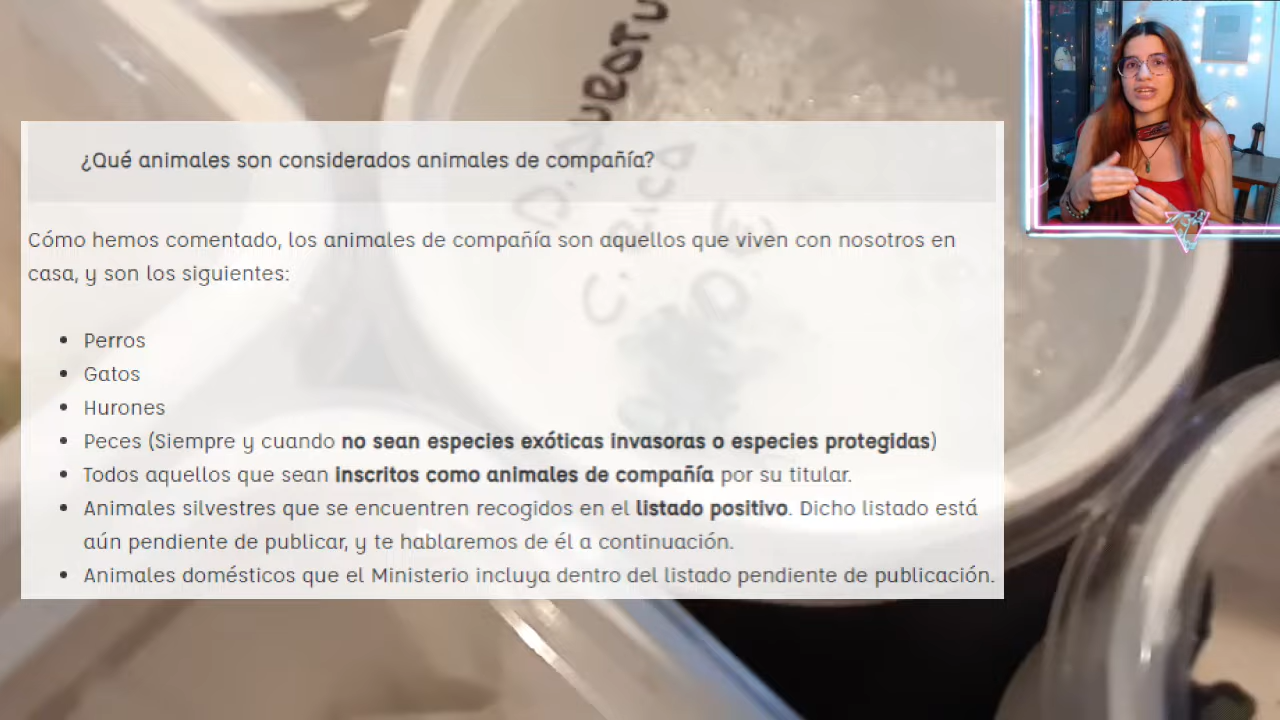 ¿Qué animales son considerados animales de compañía?
Cómo hemos comentado, los animales de compañía son aquellos que viven con nosotros en
casa, y son los siguientes:
• Perros
• Gatos
• Hurones
• Peces (Siempre y cuando no sean especies exóticas invasoras o especies protegidas)
• Todos aquellos que sean inscritos como animales de compañía por su titular.
• Animales silvestres que se encuentren recogidos en el listado positivo. Dicho listado está
aún pendiente de publicar, y te hablaremos de él a continuación.
• Animales domésticos que el Ministerio incluya dentro del listado pendiente de publicación.
C. RICA